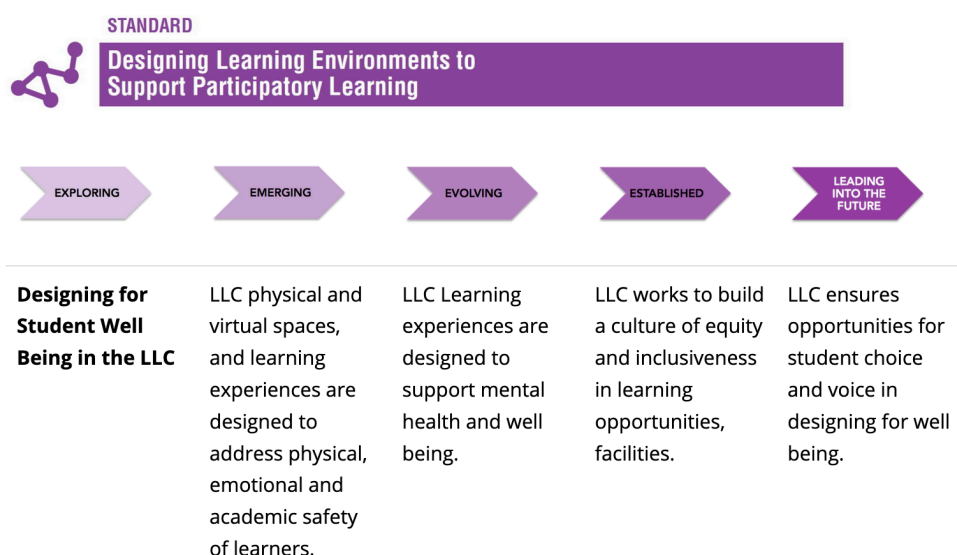 STANDARD
Designing Learning Environments to
Support Participatory Learning
EXPLORING
EMERGING
EVOLVING
ESTABLISHED
LEADING
INTO THE
FUTURE
Designing for
Student Well
Being in the LLC
LLC physical and
virtual spaces,
and learning
experiences are
designed to
address physical,
emotional and
academic safety
of learners.
LLC Learning
experiences are
designed to
support mental
health and well
being.
LLC works to build
a culture of equity
and inclusiveness
in learning
opportunities,
facilities.
LLC ensures
opportunities for
student choice
and voice in
designing for well
being.